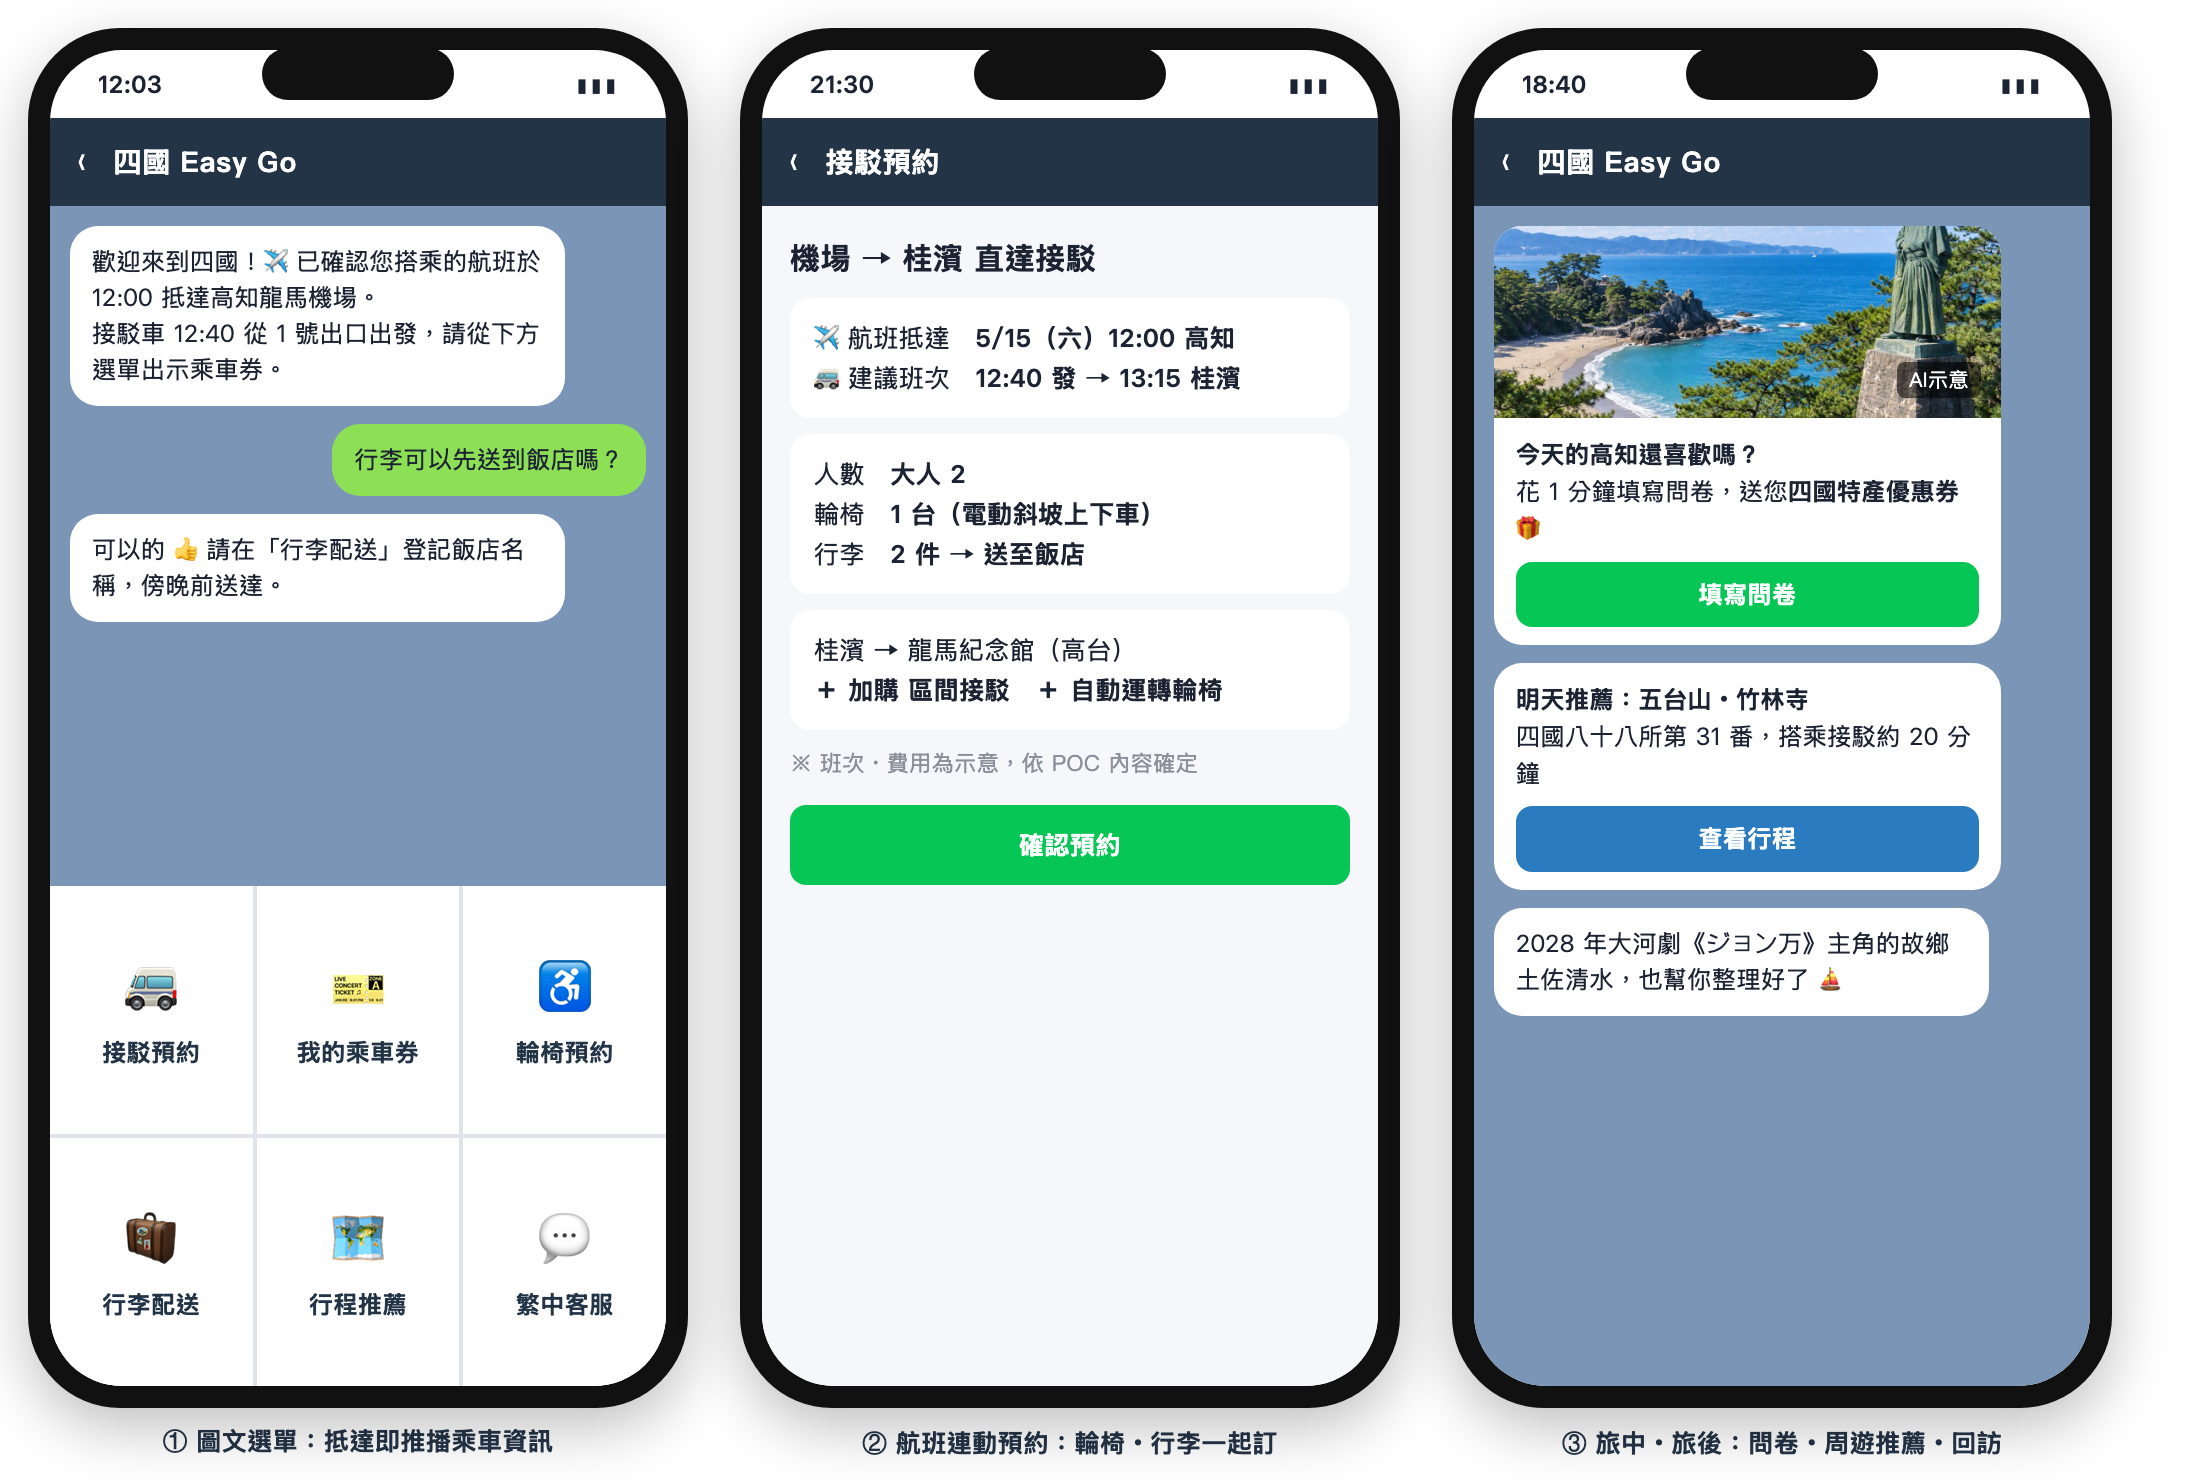 12:03
四國 Easy Go
歡迎來到四國！✈️ 已確認您搭乘的航班於
12:00 抵達高知龍馬機場。
接駁車 12:40 從 1 號出口出發，請從下方
選單出示乘車券。
行李可以先送到飯店嗎？
可以的 👍 請在「行李配送」登記飯店名
稱，傍晚前送達。
接駁預約
我的乘車券
輪椅預約
行李配送
行程推薦
繁中客服
① 圖文選單：抵達即推播乘車資訊
21:30
接駁預約
機場 → 桂濱 直達接駁
✈️ 航班抵達 5/15（六）12:00 高知
🚐 建議班次 12:40 發 → 13:15 桂濱
人數 大人 2
輪椅 1 台（電動斜坡上下車）
行李 2 件 → 送至飯店
桂濱 → 龍馬紀念館（高台）
＋ 加購 區間接駁 ＋ 自動運轉輪椅
※ 班次・費用為示意，依 POC 內容確定
確認預約
② 航班連動預約：輪椅・行李一起訂
18:40
四國 Easy Go
AI示意
今天的高知還喜歡嗎？
花 1 分鐘填寫問卷，送您四國特產優惠券
🎁
填寫問卷
明天推薦：五台山・竹林寺
四國八十八所第 31 番，搭乘接駁約 20 分
鐘
查看行程
2028 年大河劇《ジョン万》主角的故鄉
土佐清水，也幫你整理好了 ⛵
③ 旅中・旅後：問卷・周遊推薦・回訪